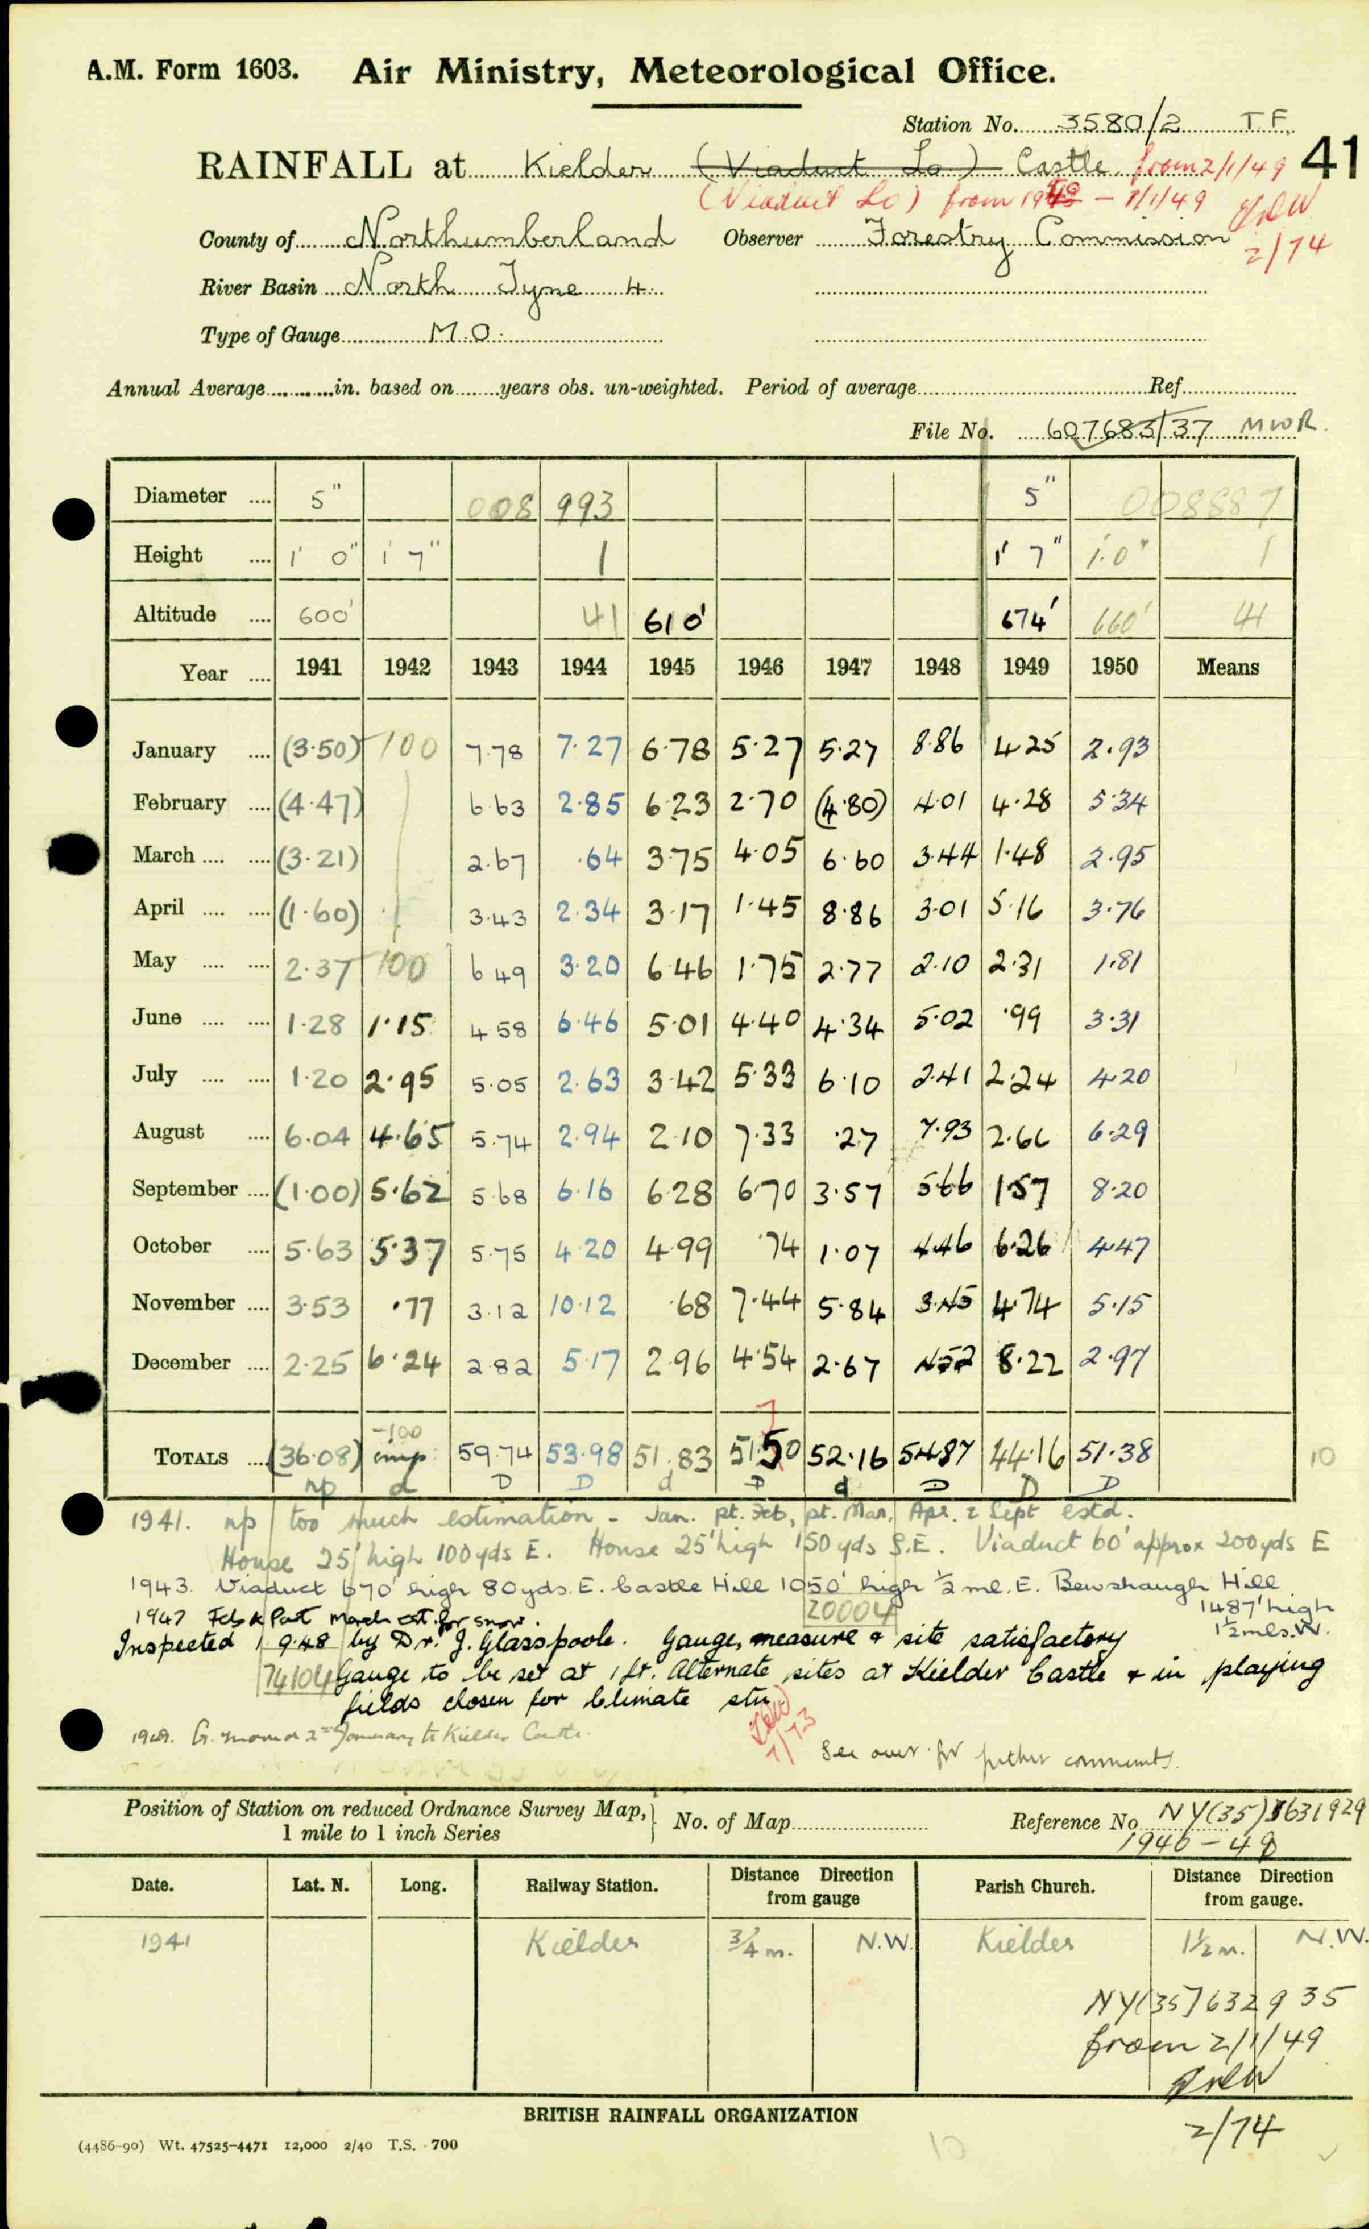 A.M. Form 1603. Air Ministry, Meteorological Office.
Station No. 3580/2 T.F.
41
RAINFALL at Kielder (Viaduct Lo) Castle from 2/1/49
(Viaduct Lo) from 19 - 1/1/49
County of Northumberland Observer Forestry Commission
2/74
River Basin North Tyne 4
Type of Gauge M.O.
Annual Average in. based on years obs. un-weighted. Period of average Ref.
File No. 607683/37 MWR.
Diameter 5" 008 993 5" 008887
Height 1' 0" 1' 7" 1 1' 7" 1'.0" 1
Altitude 600' 41 610' 674' 660' 41
Year 1941 1942 1943 1944 1945 1946 1947 1948 1949 1950 Means
January (3.50) -100 7.78 7.27 6.78 5.27 5.27 8.86 4.25 2.93
February (4.47) 6.63 2.85 6.23 2.70 (4.80) 4.01 4.28 5.34
March (3.21) 2.67 .64 3.75 4.05 6.60 3.44 1.48 2.95
April (1.60) 3.43 2.34 3.17 1.45 8.86 3.01 5.16 3.76
May 2.37 -100 6.49 3.20 6.46 1.75 2.77 2.10 2.31 1.81
June 1.28 1.15 4.58 6.46 5.01 4.40 4.34 5.02 .99 3.31
July 1.20 2.95 5.05 2.63 3.42 5.33 6.10 2.41 2.24 4.20
August 6.04 4.65 5.74 2.94 2.10 7.33 .27 7.93 2.66 6.29
September (1.00) 5.62 5.68 6.16 6.28 6.70 3.57 5.66 1.57 8.20
October 5.63 5.37 5.75 4.20 4.99 .74 1.07 4.46 6.26 4.47
November 3.53 .77 3.12 10.12 .68 7.44 5.84 3.45 4.74 5.15
December 2.25 6.24 2.82 5.17 2.96 4.54 2.67 4.52 8.22 2.97
7
-100
TOTALS (36.08) imp 59.74 53.98 51.83 51.50 52.16 54.87 44.16 51.38 10
np d D D d D d D D D
1941. np too much estimation - Jan. pt. Feb, pt. Mar, Apr. & Sept estd.
House 25' high 100yds E. House 25' high 150yds S.E. Viaduct 60' approx 200yds E
1943. Viaduct 670' high 80yds. E. Castle Hill 1050' high ½ ml. E. Bewshaugh Hill
1487' high
1½ mls. W.
1947 Feb & Part March est. for snow. 20004
Inspected 1948 by Dr. J. Glasspoole. Gauge, measure & site satisfactory
74104 Gauge to be set at 1 ft. Alternate sites at Kielder Castle & in playing
fields chosen for Climate stn
1949. G. moved 2nd January to Kielder Castle.
7/73
See over for further comments.
Position of Station on reduced Ordnance Survey Map,
1 mile to 1 inch Series
No. of Map Reference No. NY(35)631929
1940-49
Date. Lat. N. Long. Railway Station. Distance Direction from gauge Parish Church. Distance Direction from gauge.
1941 Kielder ¾ m. N.W. Kielder 1½ m. N.W.
NY(35)632935
from 2/1/49
2/74
BRITISH RAINFALL ORGANIZATION
(4486-90) Wt. 47525-4471 12,000 2/40 T.S. 700
10